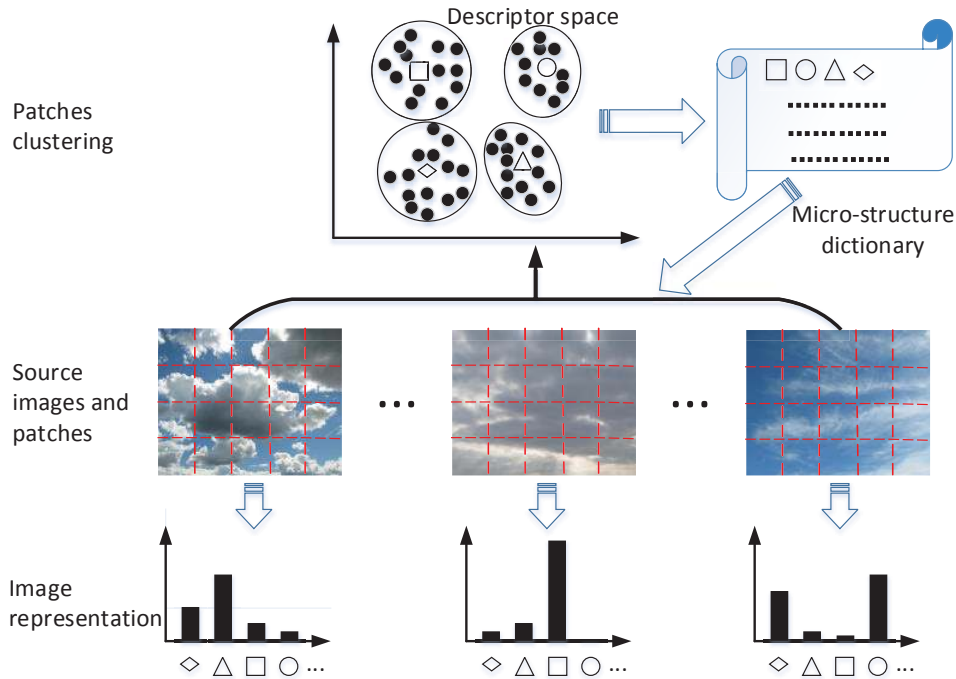 Descriptor space
Patches
clustering
Micro-structure
dictionary
Source
images and
patches
...
...
Image
representation
...
...
...